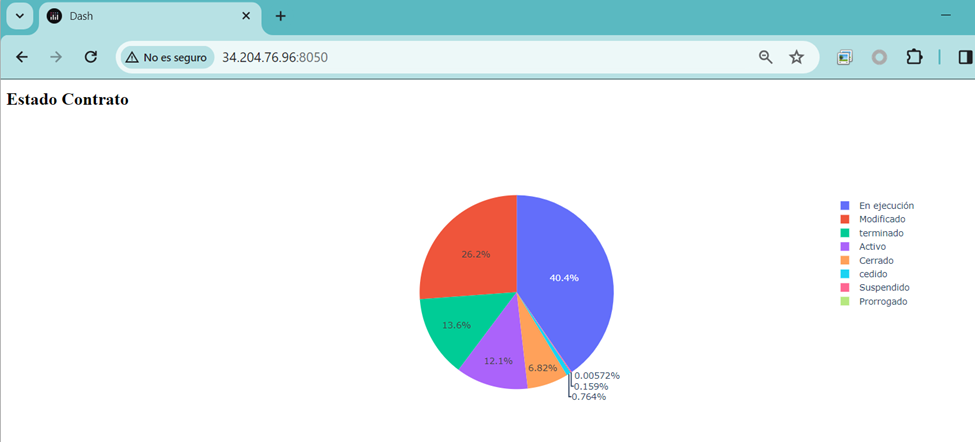 Dash
No es seguro
34.204.76.96:8050
Estado Contrato
En ejecución
Modificado
terminado
Activo
Cerrado
cedido
Suspendido
Prorrogado
26.2%
40.4%
13.6%
12.1%
6.82%
0.00572%
0.159%
0.764%